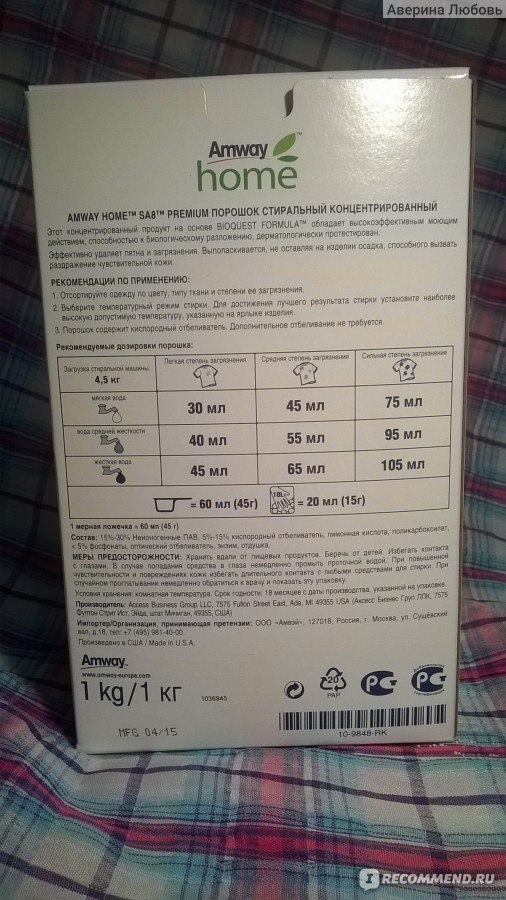 Аверина Любовь
Amway™
home
AMWAY HOME™ SA8™ PREMIUM ПОРОШОК СТИРАЛЬНЫЙ КОНЦЕНТРИРОВАННЫЙ
Этот концентрированный продукт на основе BIOQUEST FORMULA™ обладает высокоэффективным моющим
действием, способностью к биологическому разложению, дерматологически протестирован.
Эффективно удаляет пятна и загрязнения. Выполаскивается, не оставляя на изделии осадка, способного вызвать
раздражение чувствительной кожи.
РЕКОМЕНДАЦИИ ПО ПРИМЕНЕНИЮ:
1. Отсортируйте одежду по цвету, типу ткани и степени ее загрязнения.
2. Выберите температурный режим стирки. Для достижения лучшего результата стирки установите наиболее
высокую допустимую температуру, указанную на ярлыке изделия.
3. Порошок содержит кислородный отбеливатель. Дополнительное отбеливание не требуется.
Рекомендуемые дозировки порошка:
Загрузка стиральной машины: 4,5 кг
Легкая степень загрязнения
Средняя степень загрязнения
Сильная степень загрязнения
мягкая вода 30 мл 45 мл 75 мл
вода средней жесткости 40 мл 55 мл 95 мл
жесткая вода 45 мл 65 мл 105 мл
= 60 мл (45г) 10L = 20 мл (15г)
1 мерная ложечка = 60 мл (45 г)
Состав: 15%-30% Неионогенные ПАВ, 5%-15% кислородный отбеливатель, лимонная кислота, поликарбоксилат,
< 5% фосфонаты, оптический отбеливатель, энзим, отдушка.
МЕРЫ ПРЕДОСТОРОЖНОСТИ: Хранить вдали от пищевых продуктов. Беречь от детей. Избегать контакта
с глазами. В случае попадания средства в глаза немедленно промыть проточной водой. При повышенной
чувствительности и повреждениях кожи избегать длительного контакта с любыми средствами для стирки. При
случайном проглатывании немедленно обратиться к врачу и показать эту упаковку.
Условия хранения: комнатная температура. Срок годности: 18 месяцев с даты производства, указанной на упаковке.
Производитель: Access Business Group LLC, 7575 Fulton Street East, Ada, MI 49355 USA (Аксесс Бизнес Груп ЛЛК, 7575
Фултон Стрит Ист, Эйда, штат Мичиган, 49355, США)
Импортер/Организация, принимающая претензии: ООО «Амвэй», 127018, Россия, г. Москва, ул. Сущёвский
вал, д.18, тел: +7 (495) 981-40-00.
Произведено в США / Made in U.S.A.
Amway™
www.amway-europe.com
1 kg/1 кг
1036945
20
PAP
MFG 04/15
10-9848-RK
I RECOMMEND.RU